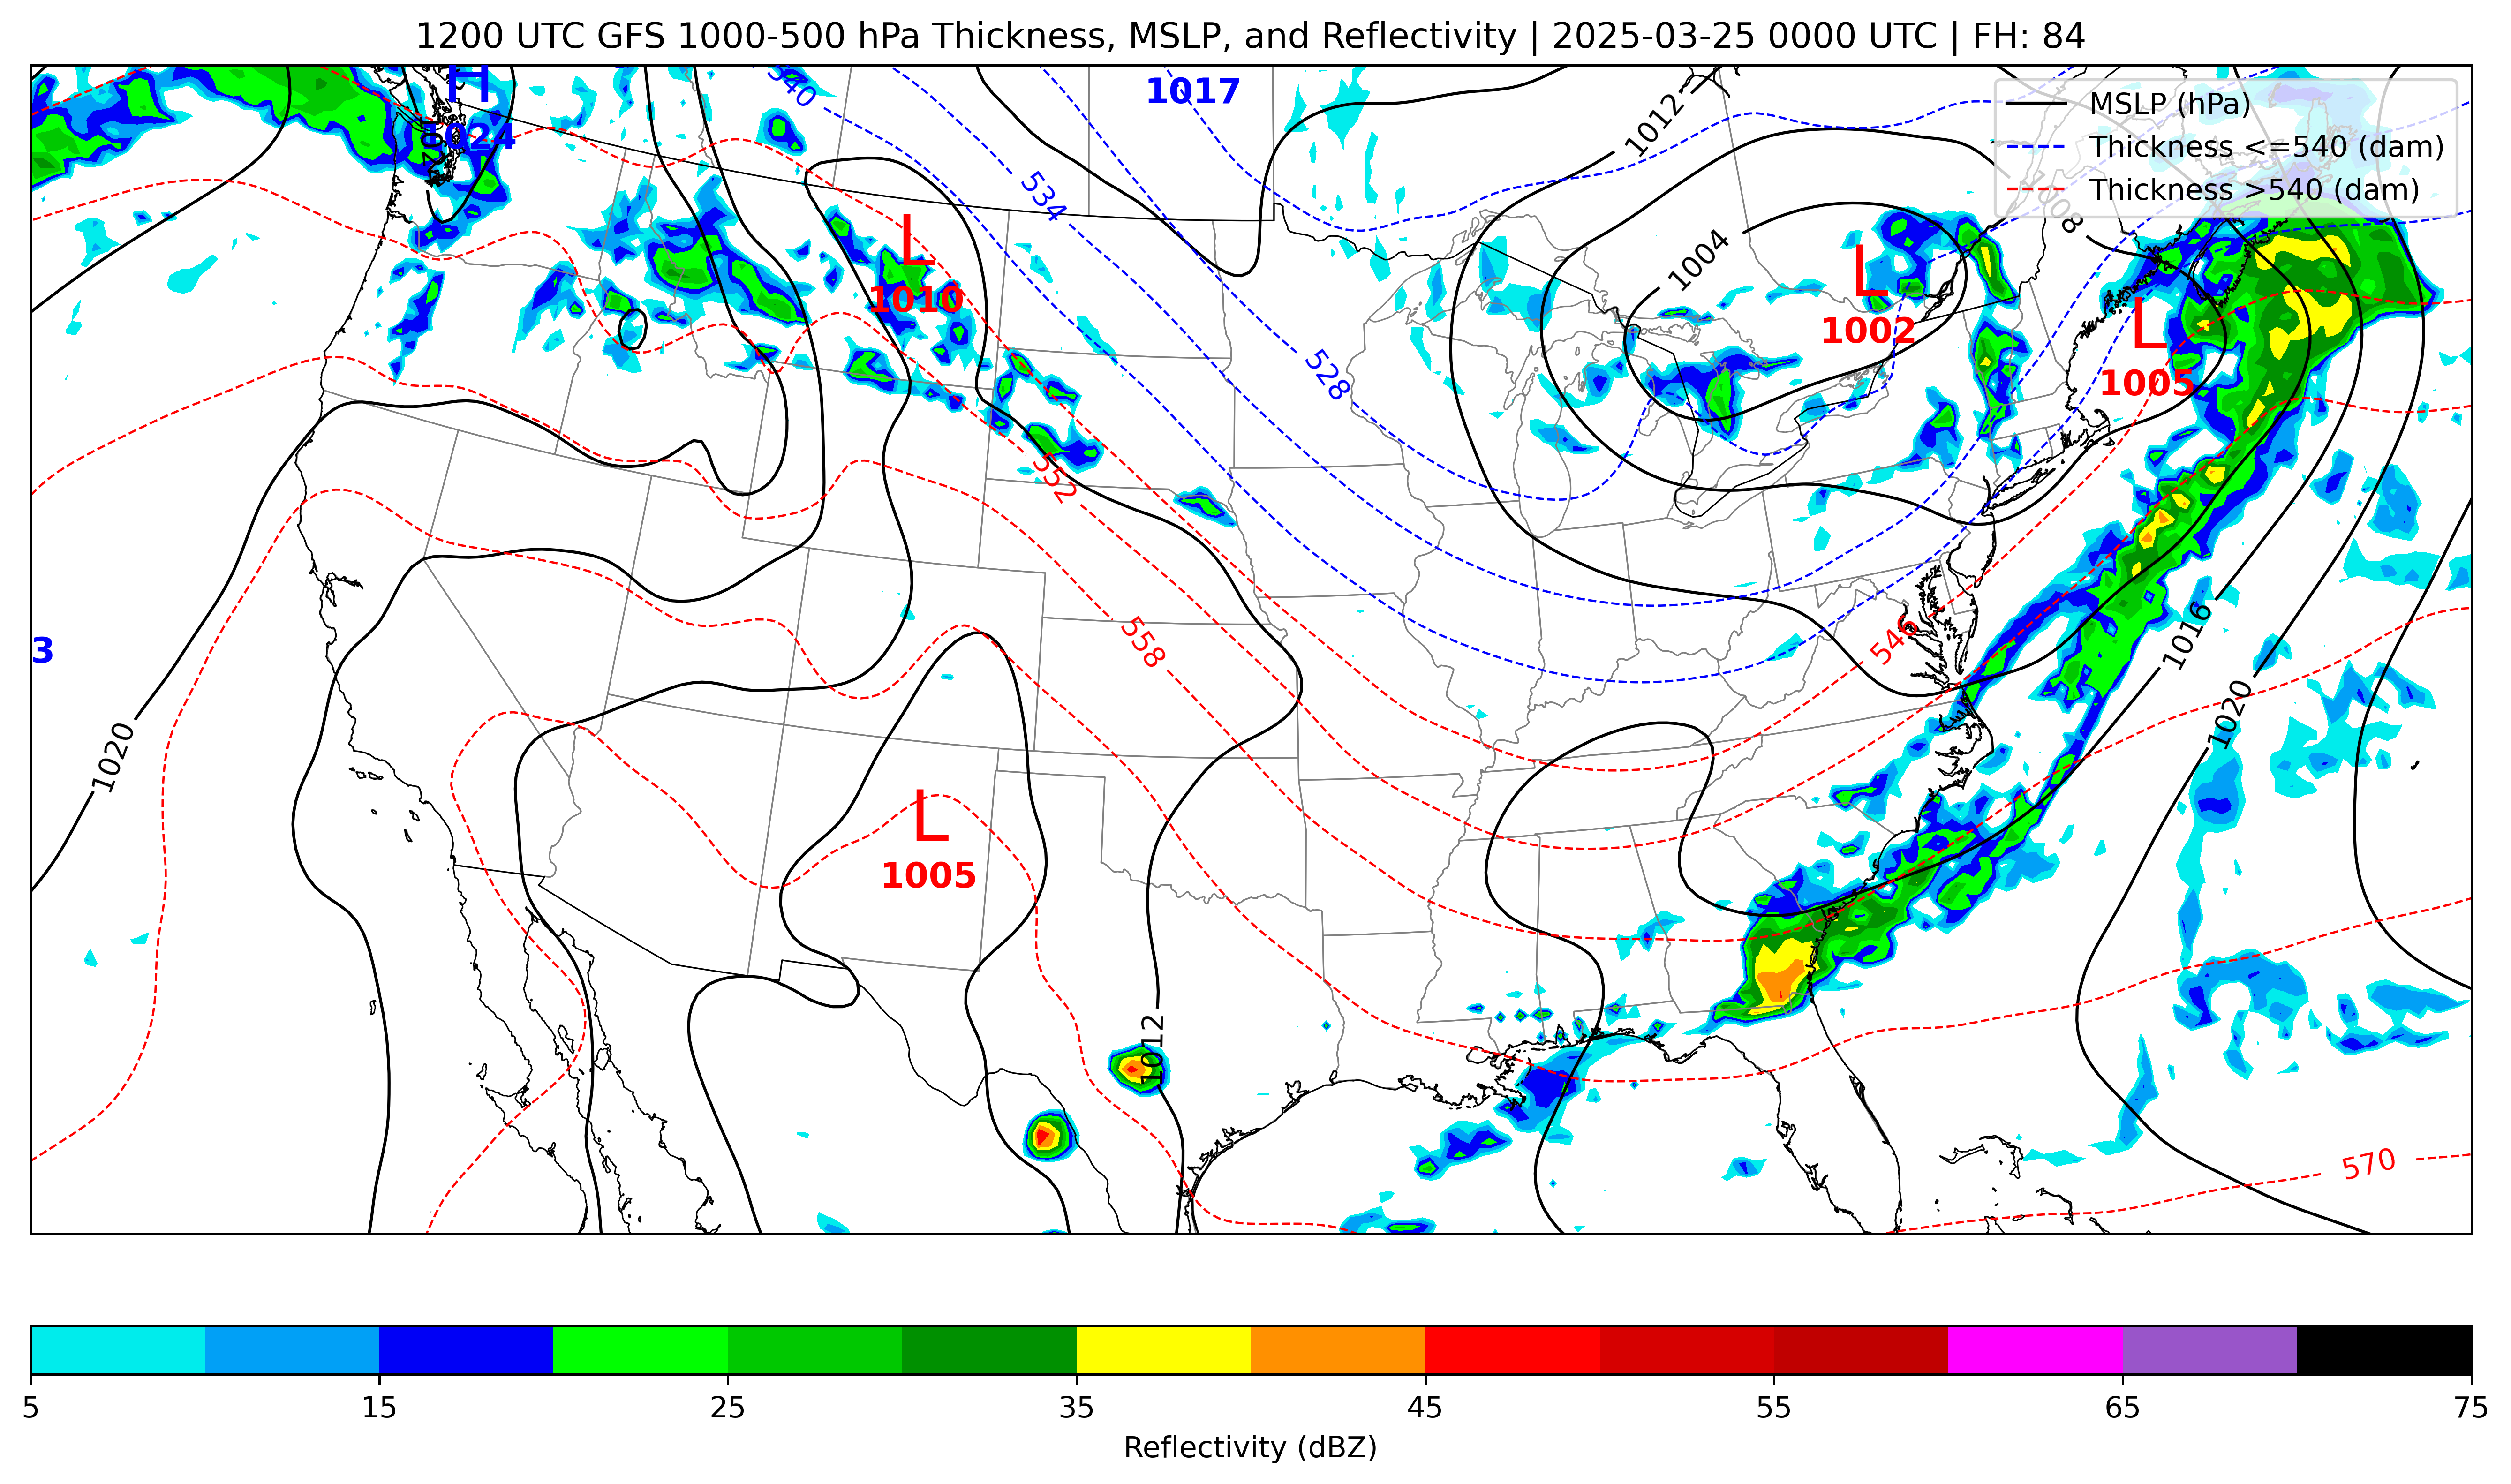 1200 UTC GFS 1000-500 hPa Thickness, MSLP, and Reflectivity | 2025-03-25 0000 UTC | FH: 84
MSLP (hPa)
Thickness <=540 (dam)
Thickness >540 (dam)
H
1024
540
1017
1012
534
L
1010
1004
L
1002
L
1005
528
552
3
558
546
1016
1020
1020
L
1005
1012
570
5
15
25
35
45
55
65
75
Reflectivity (dBZ)